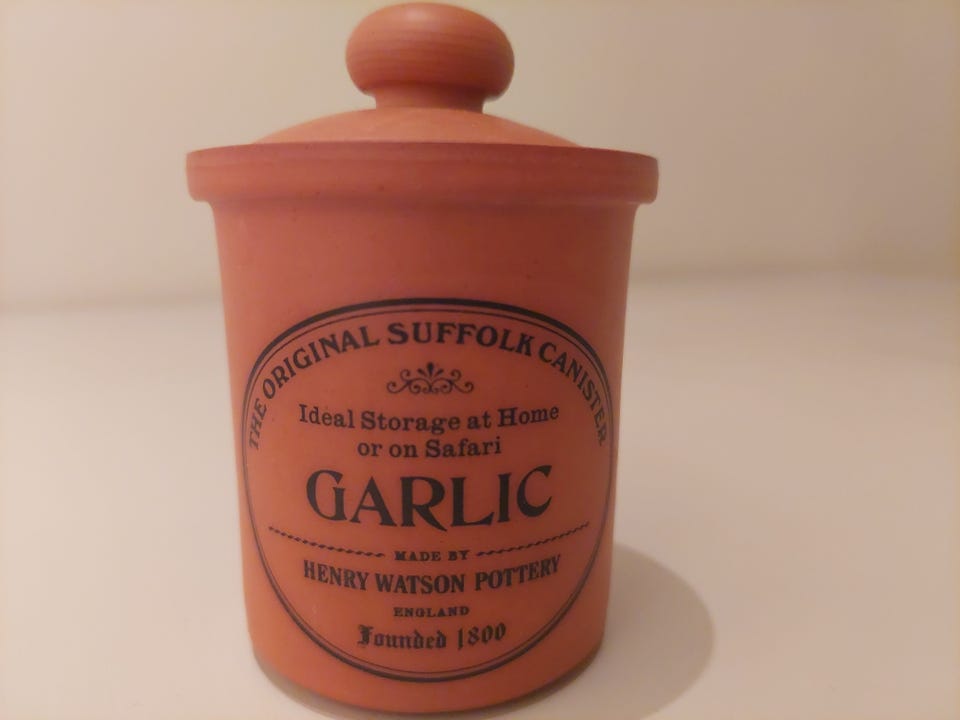 THE ORIGINAL SUFFOLK CANISTER
Ideal Storage at Home
or on Safari
GARLIC
MADE BY
HENRY WATSON POTTERY
ENGLAND
Founded 1800